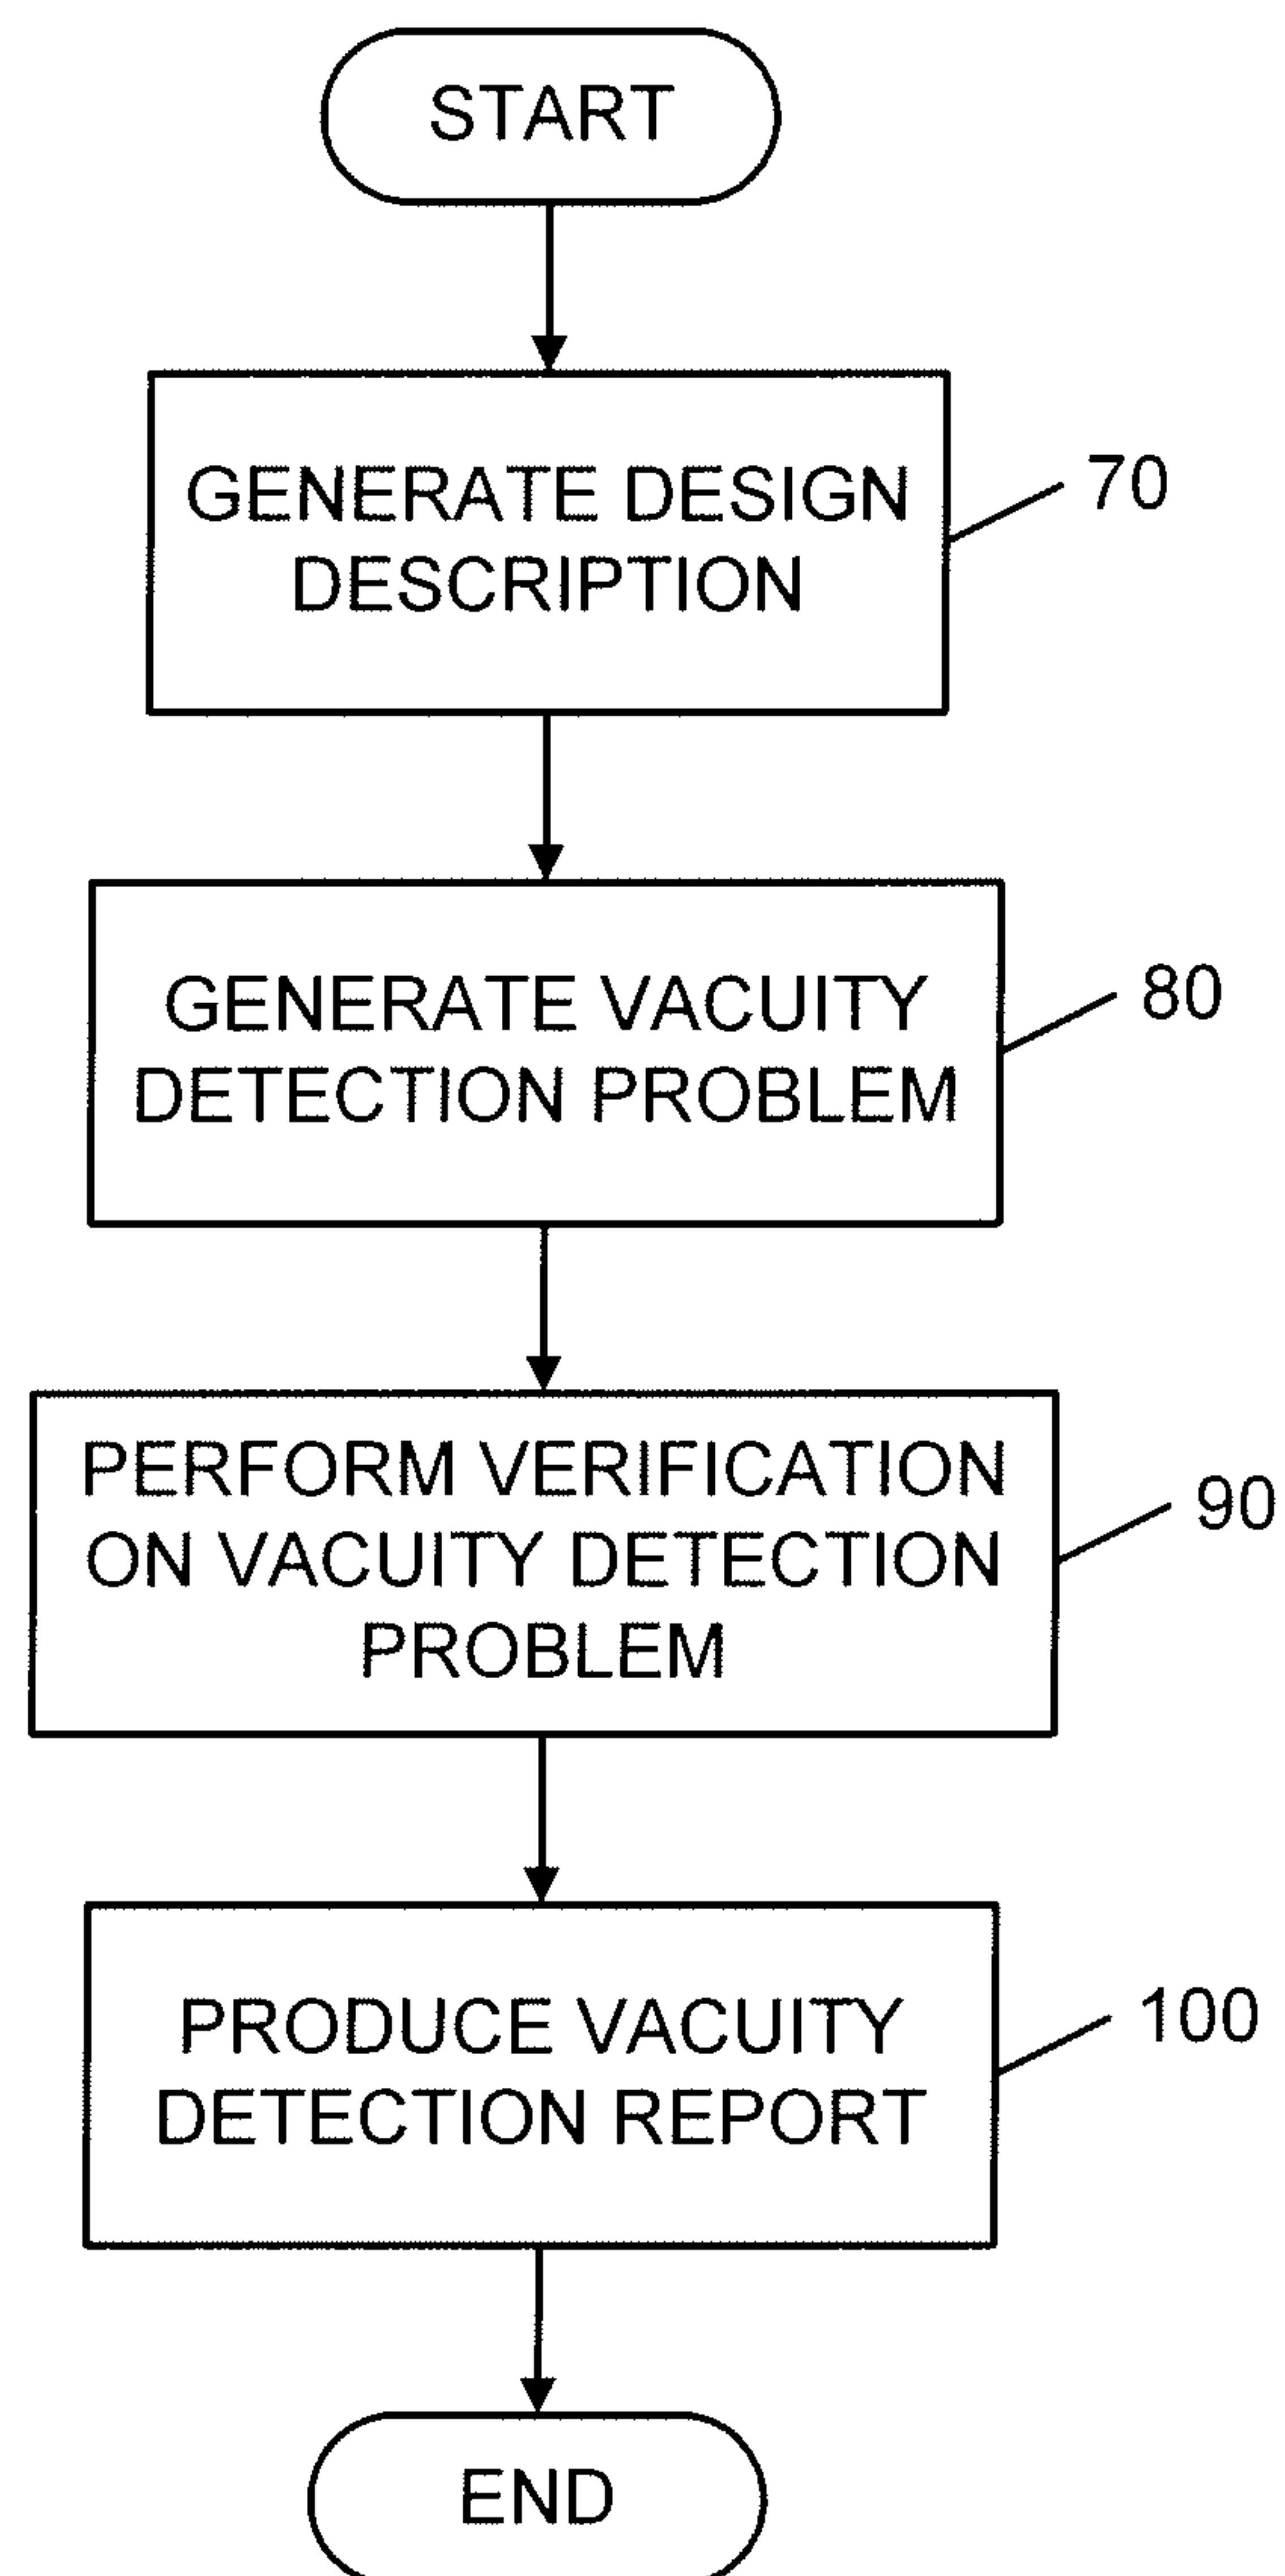 START
GENERATE DESIGN
DESCRIPTION
70
GENERATE VACUITY
DETECTION PROBLEM
80
PERFORM VERIFICATION
ON VACUITY DETECTION
PROBLEM
90
PRODUCE VACUITY
DETECTION REPORT
100
END